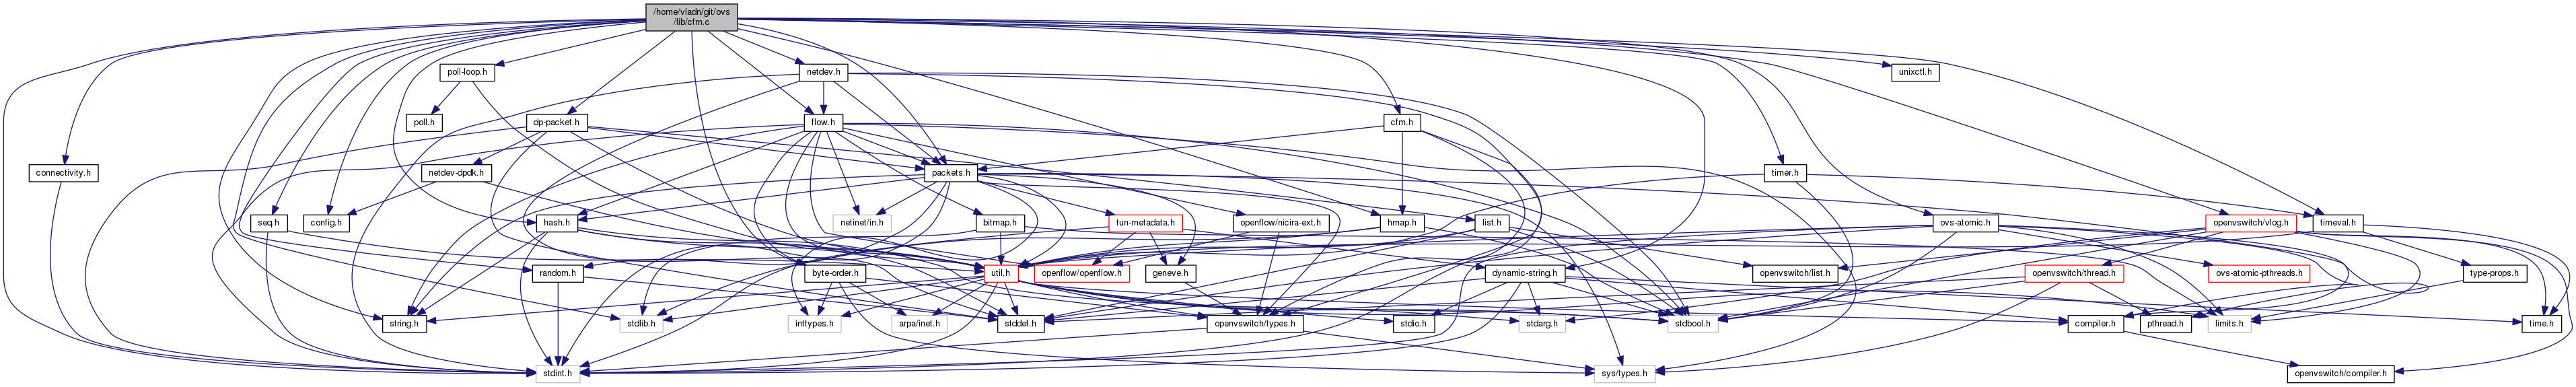 /home/vladn/git/ovs
/lib/cfm.c
poll-loop.h
netdev.h
unixctl.h
poll.h
dp-packet.h
flow.h
cfm.h
connectivity.h
netdev-dpdk.h
packets.h
timer.h
seq.h
config.h
hash.h
netinet/in.h
bitmap.h
tun-metadata.h
openflow/nicira-ext.h
hmap.h
list.h
ovs-atomic.h
openvswitch/vlog.h
timeval.h
random.h
byte-order.h
util.h
openflow/openflow.h
geneve.h
dynamic-string.h
openvswitch/list.h
openvswitch/thread.h
ovs-atomic-pthreads.h
type-props.h
string.h
stdlib.h
inttypes.h
arpa/inet.h
stddef.h
openvswitch/types.h
stdio.h
stdarg.h
stdbool.h
compiler.h
pthread.h
limits.h
time.h
stdint.h
sys/types.h
openvswitch/compiler.h